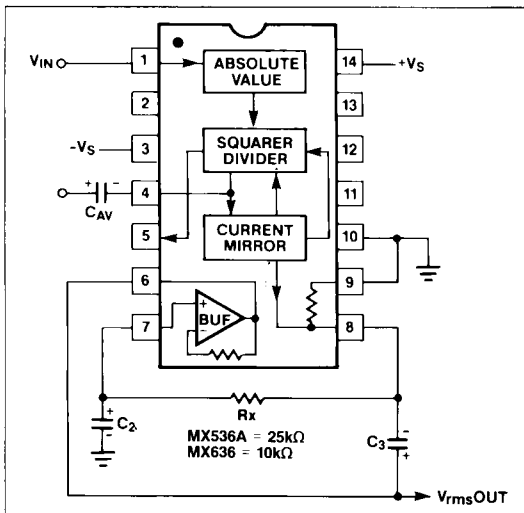 VIN
1
ABSOLUTE
VALUE
14
+VS
2
13
-VS
3
SQUARER
DIVIDER
12
+ -
4
CAV
11
5
CURRENT
MIRROR
10
6
9
7
+
BUF
-
8
+
C2
-
Rx
MX536A = 25kΩ
MX636 = 10kΩ
-
C3
+
VrmsOUT